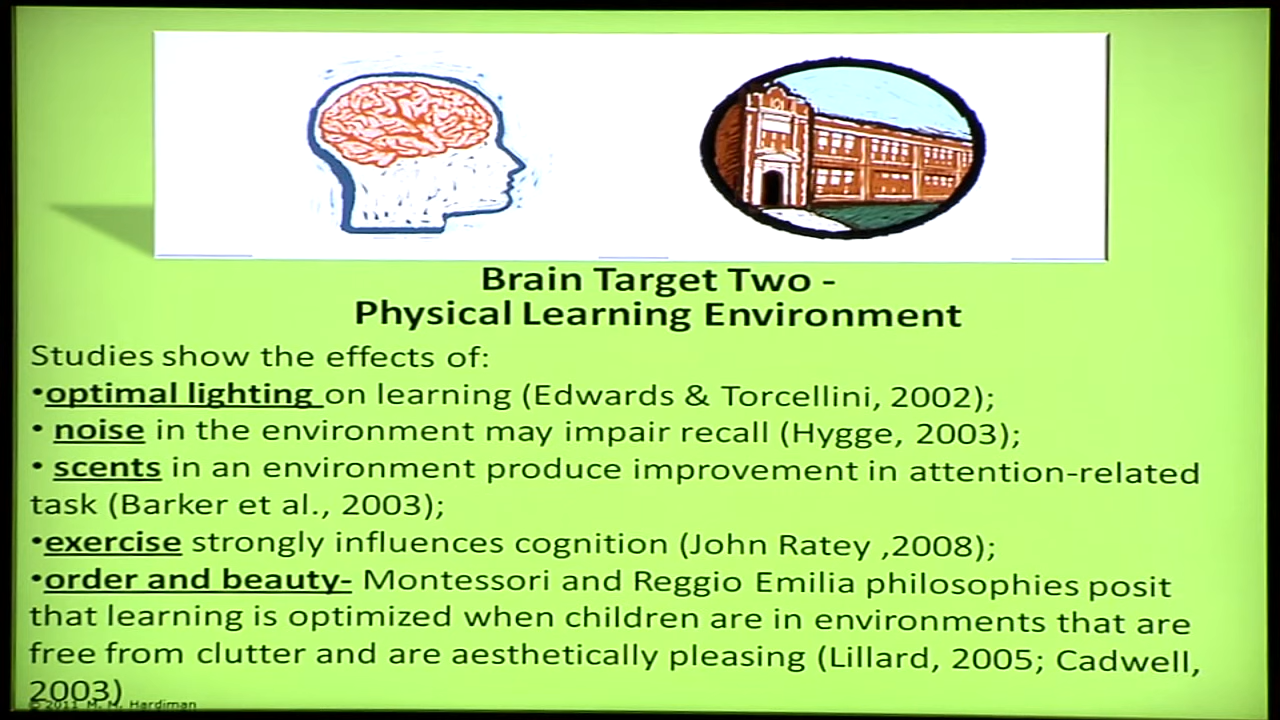 Brain Target Two -
Physical Learning Environment
Studies show the effects of:
•optimal lighting on learning (Edwards & Torcellini, 2002);
• noise in the environment may impair recall (Hygge, 2003);
• scents in an environment produce improvement in attention-related
task (Barker et al., 2003);
•exercise strongly influences cognition (John Ratey ,2008);
•order and beauty- Montessori and Reggio Emilia philosophies posit
that learning is optimized when children are in environments that are
free from clutter and are aesthetically pleasing (Lillard, 2005; Cadwell,
2003)
© 2011 M. M. Hardiman